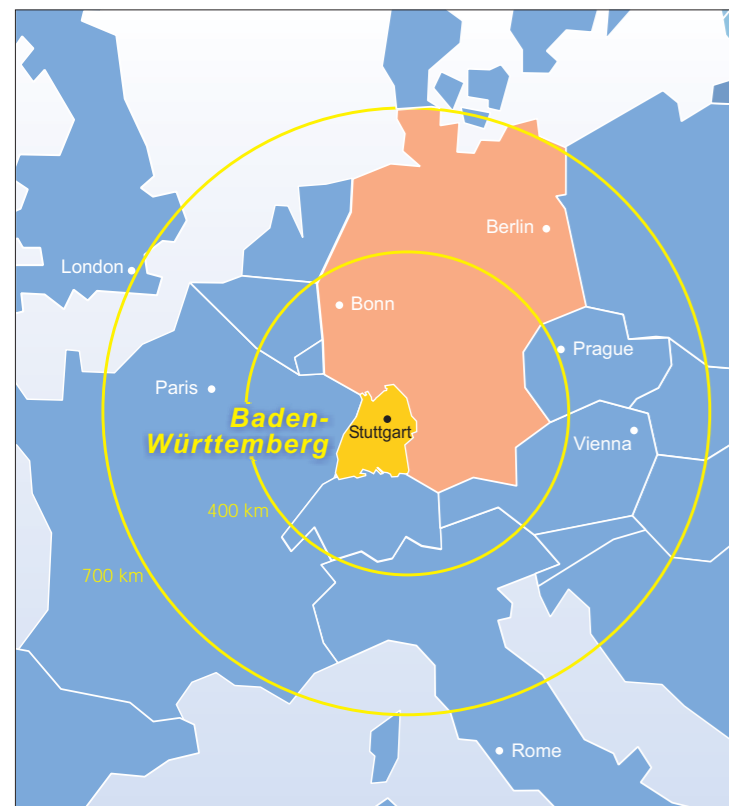 Berlin
London
Bonn
Prague
Paris
Baden-
Württemberg
Stuttgart
Vienna
400 km
700 km
Rome